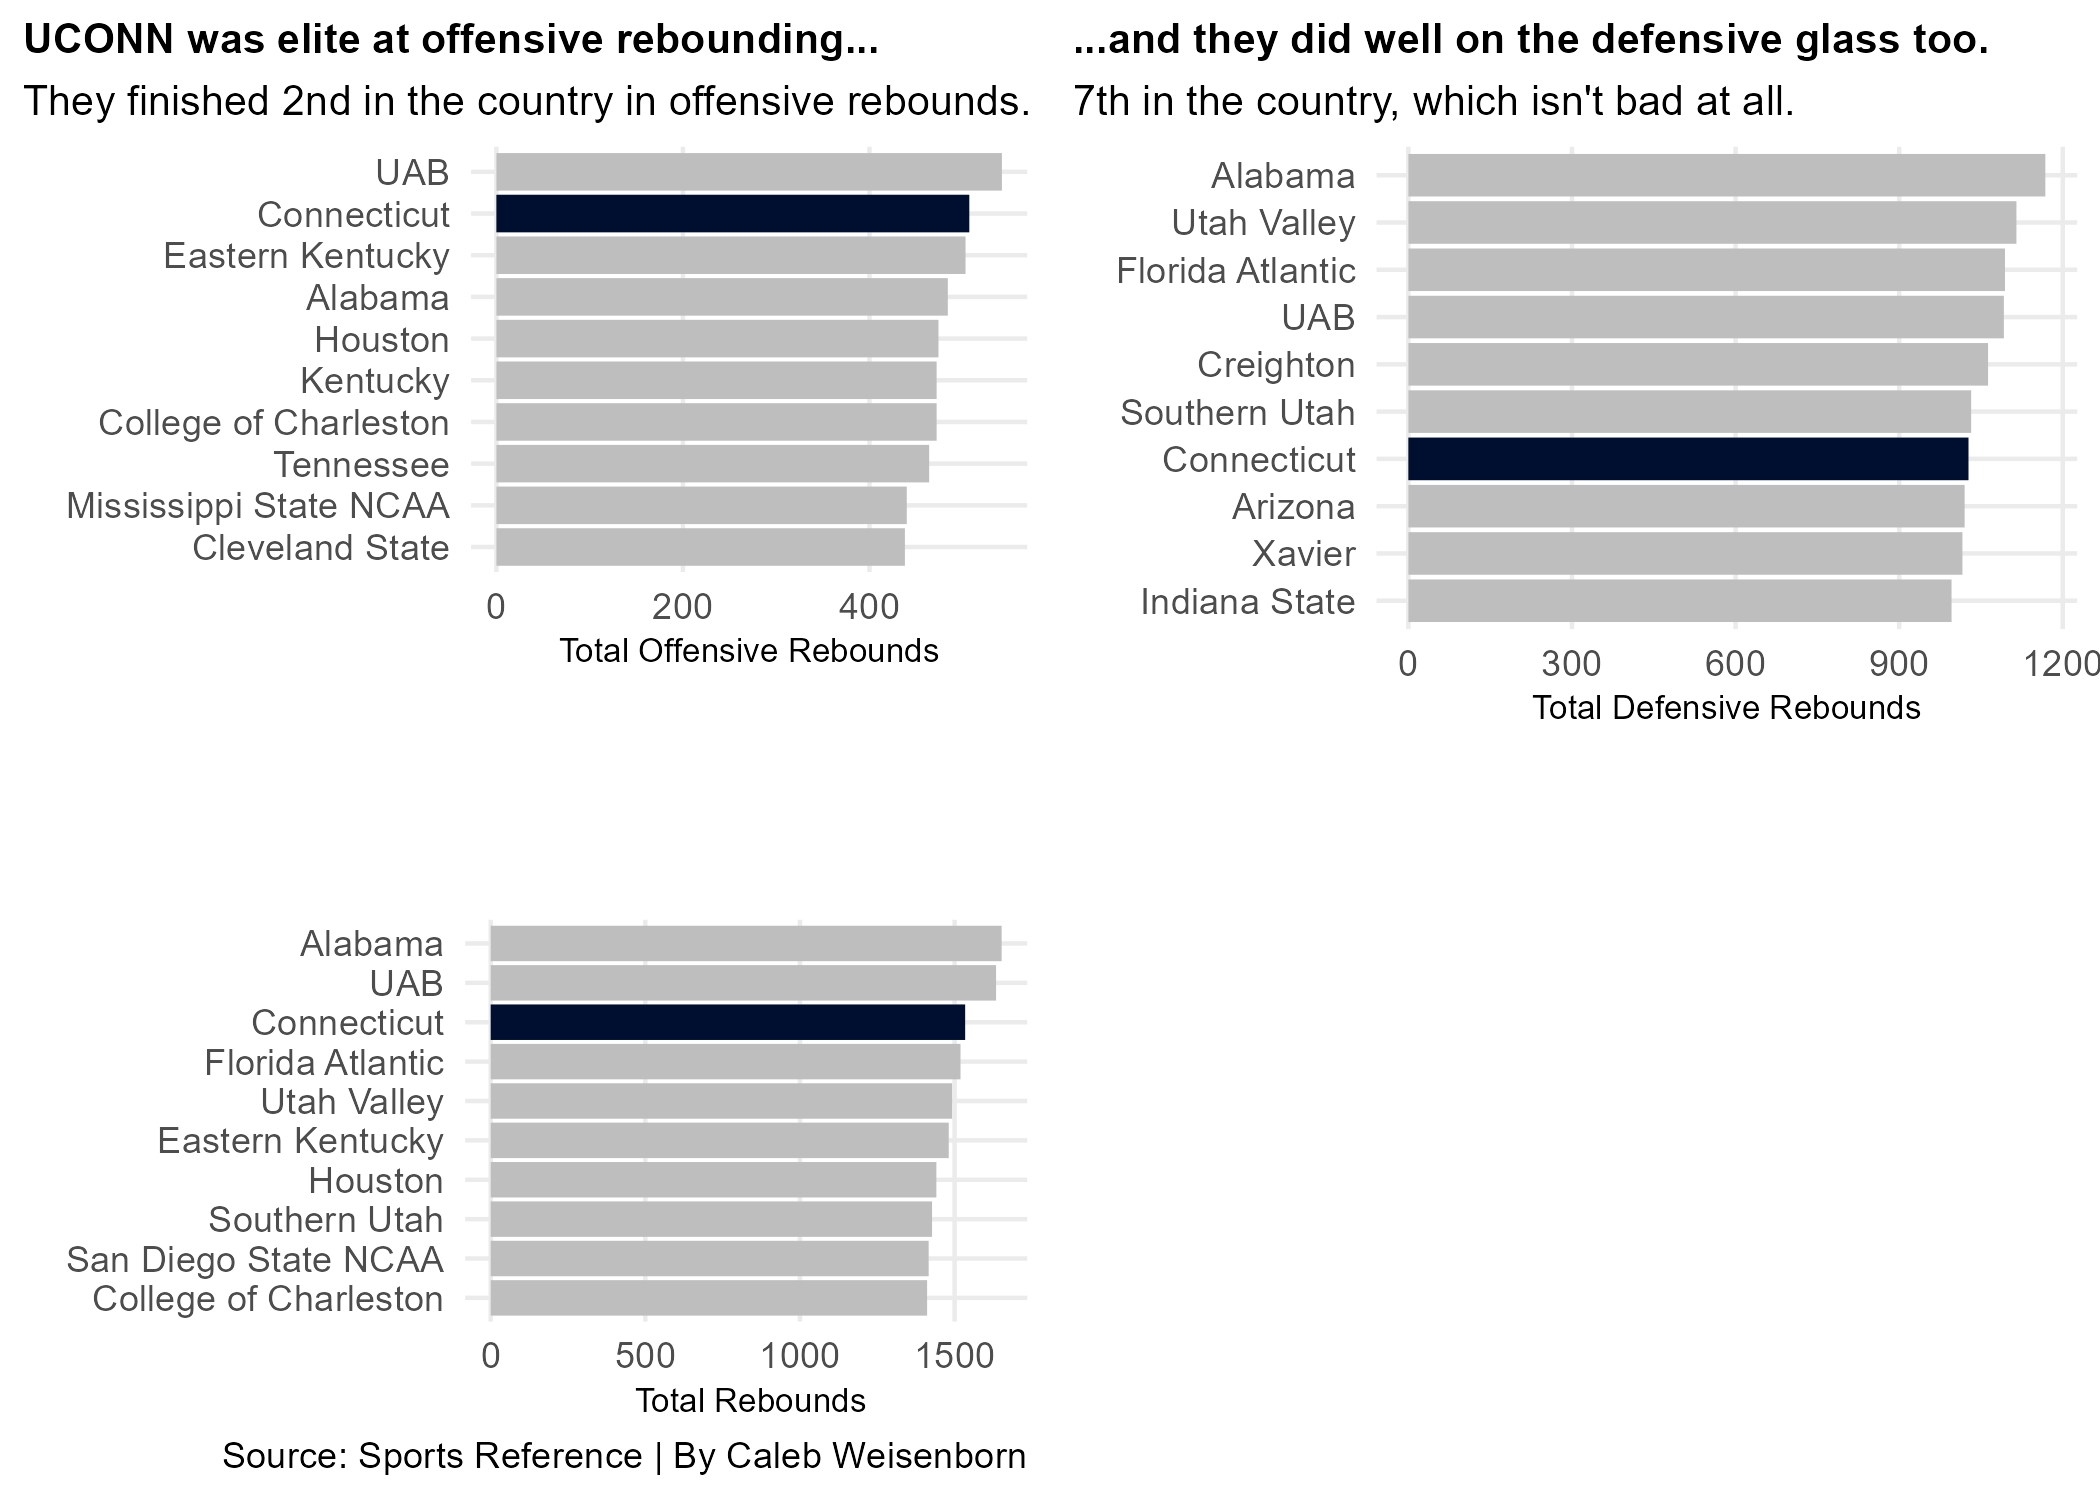 UCONN was elite at offensive rebounding...
They finished 2nd in the country in offensive rebounds.
UAB
Connecticut
Eastern Kentucky
Alabama
Houston
Kentucky
College of Charleston
Tennessee
Mississippi State NCAA
Cleveland State
0 200 400
Total Offensive Rebounds
...and they did well on the defensive glass too.
7th in the country, which isn't bad at all.
Alabama
Utah Valley
Florida Atlantic
UAB
Creighton
Southern Utah
Connecticut
Arizona
Xavier
Indiana State
0 300 600 900 1200
Total Defensive Rebounds
Alabama
UAB
Connecticut
Florida Atlantic
Utah Valley
Eastern Kentucky
Houston
Southern Utah
San Diego State NCAA
College of Charleston
0 500 1000 1500
Total Rebounds
Source: Sports Reference | By Caleb Weisenborn